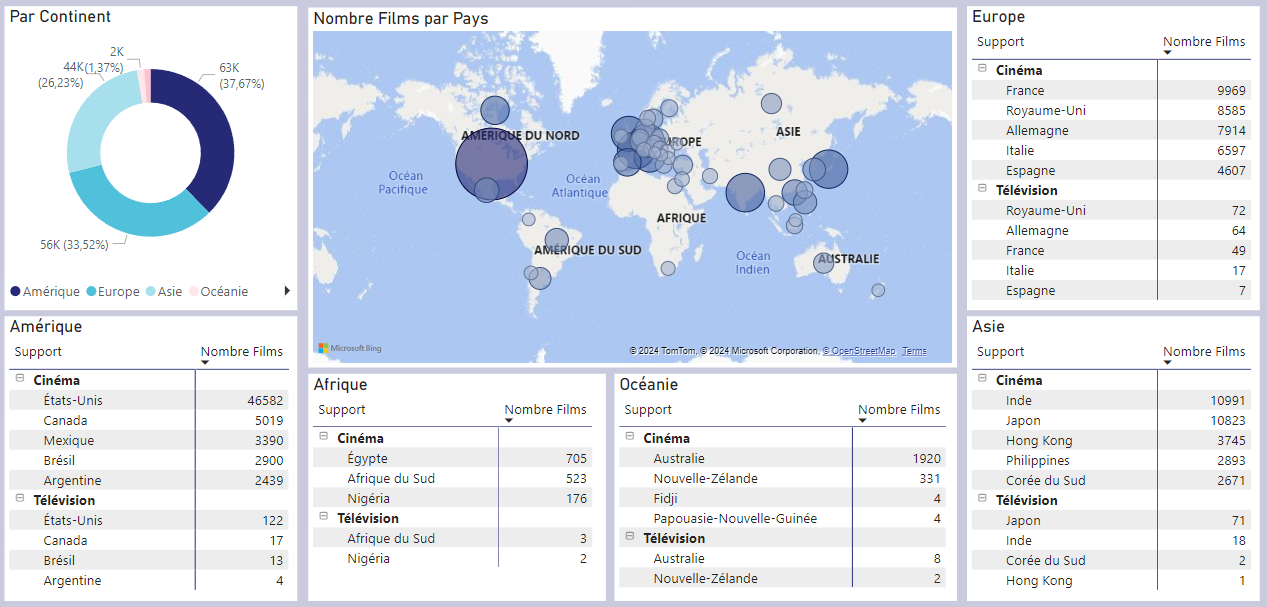 Par Continent
2K
(1,37%)
44K
(26,23%)
63K
(37,67%)
56K (33,52%)
Amérique Europe Asie Océanie
Nombre Films par Pays
AMÉRIQUE DU NORD
EUROPE
ASIE
Océan
Pacifique
Océan
Atlantique
AFRIQUE
AMÉRIQUE DU SUD
Océan
Indien
AUSTRALIE
Microsoft Bing
© 2024 TomTom, © 2024 Microsoft Corporation, © OpenStreetMap Terms
Europe
Support Nombre Films
Cinéma
France 9969
Royaume-Uni 8585
Allemagne 7914
Italie 6597
Espagne 4607
Télévision
Royaume-Uni 72
Allemagne 64
France 49
Italie 17
Espagne 7
Amérique
Support Nombre Films
Cinéma
États-Unis 46582
Canada 5019
Mexique 3390
Brésil 2900
Argentine 2439
Télévision
États-Unis 122
Canada 17
Brésil 13
Argentine 4
Afrique
Support Nombre Films
Cinéma
Égypte 705
Afrique du Sud 523
Nigéria 176
Télévision
Afrique du Sud 3
Nigéria 2
Océanie
Support Nombre Films
Cinéma
Australie 1920
Nouvelle-Zélande 331
Fidji 4
Papouasie-Nouvelle-Guinée 4
Télévision
Australie 8
Nouvelle-Zélande 2
Asie
Support Nombre Films
Cinéma
Inde 10991
Japon 10823
Hong Kong 3745
Philippines 2893
Corée du Sud 2671
Télévision
Japon 71
Inde 18
Corée du Sud 2
Hong Kong 1